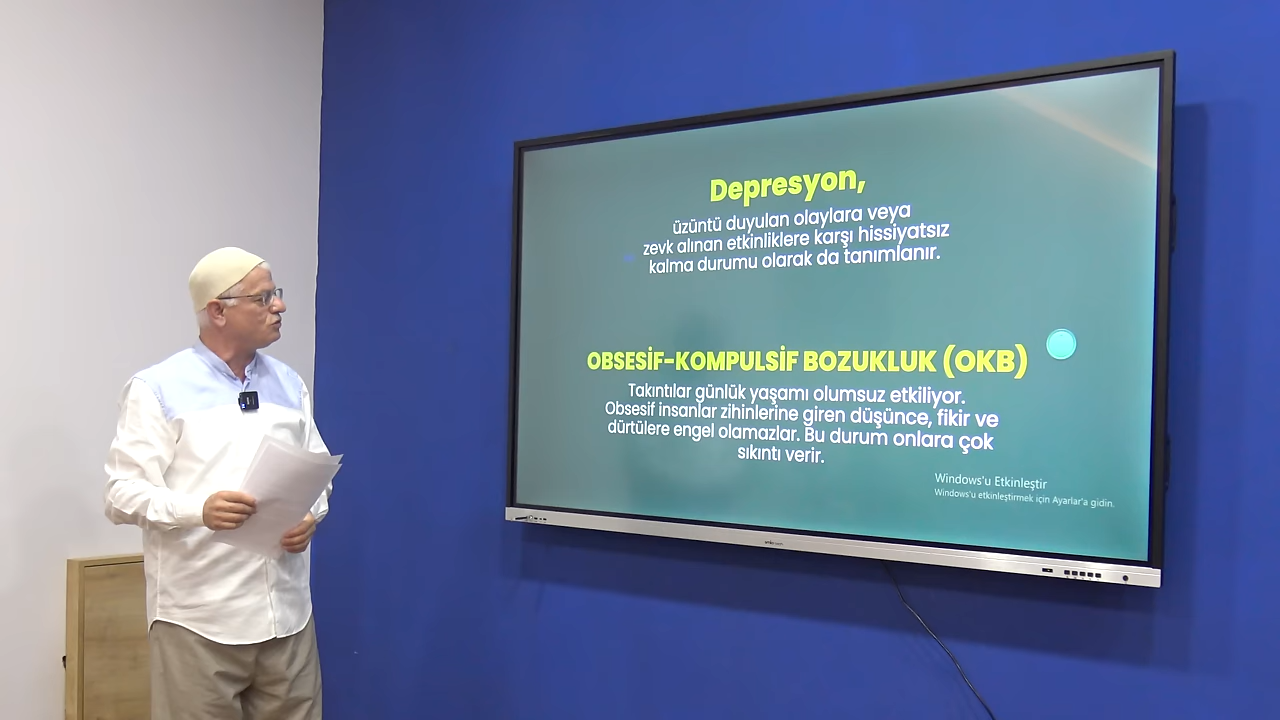 Depresyon,
üzüntü duyulan olaylara veya
zevk alınan etkinliklere karşı hissiyatsız
kalma durumu olarak da tanımlanır.
OBSESİF-KOMPULSİF BOZUKLUK (OKB)
Takıntılar günlük yaşamı olumsuz etkiliyor.
Obsesif insanlar zihinlerine giren düşünce, fikir ve
dürtülere engel olamazlar. Bu durum onlara çok
sıkıntı verir.
Windows'u Etkinleştir
Windows'u etkinleştirmek için Ayarlar'a gidin.